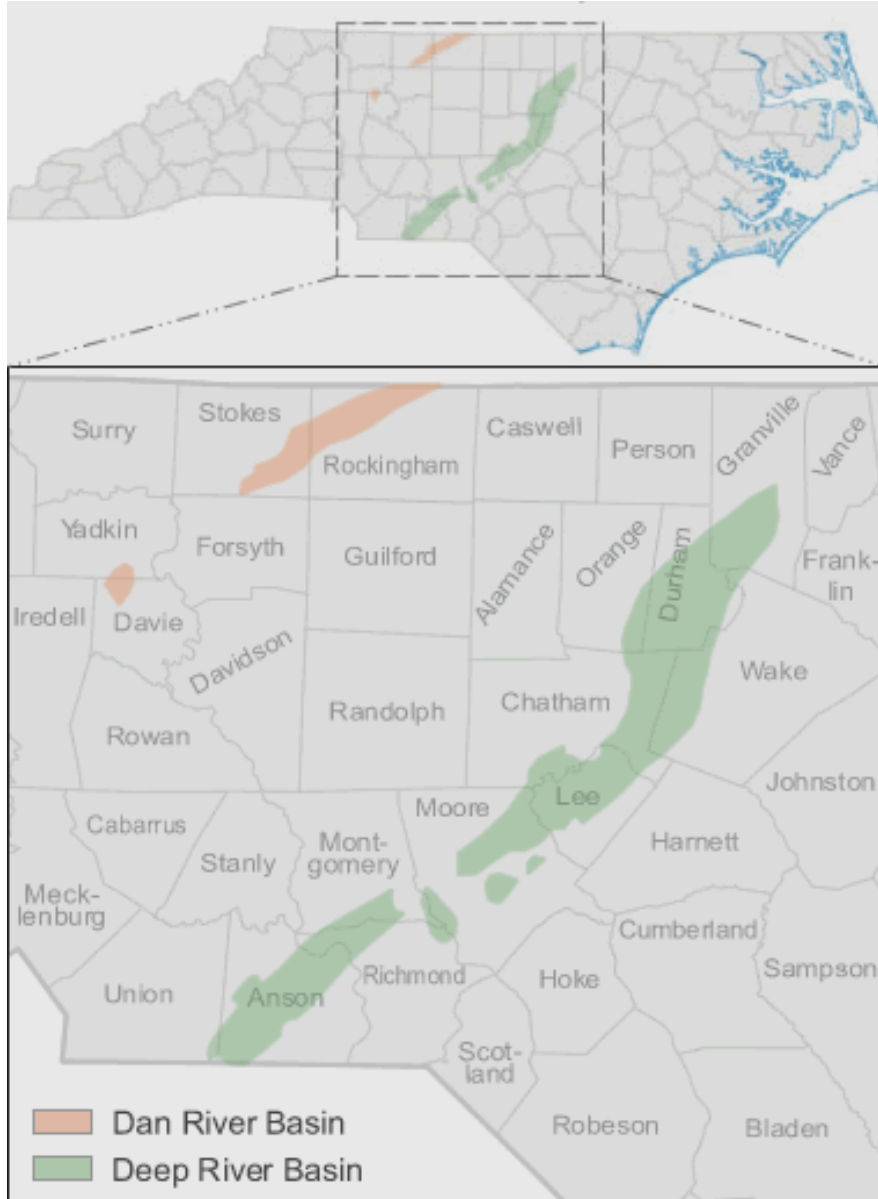 Stokes
Surry
Caswell
Granville
Vance
Person
Rockingham
Yadkin
Forsyth
Guilford
Alamance
Orange
Durham
Frank-
lin
Iredell
Davie
Davidson
Wake
Chatham
Randolph
Rowan
Johnston
Lee
Moore
Cabarrus
Mont-
gomery
Harnett
Stanly
Meck-
lenburg
Cumberland
Sampson
Richmond
Hoke
Union
Anson
Scot-
land
Robeson
Bladen
Dan River Basin
Deep River Basin